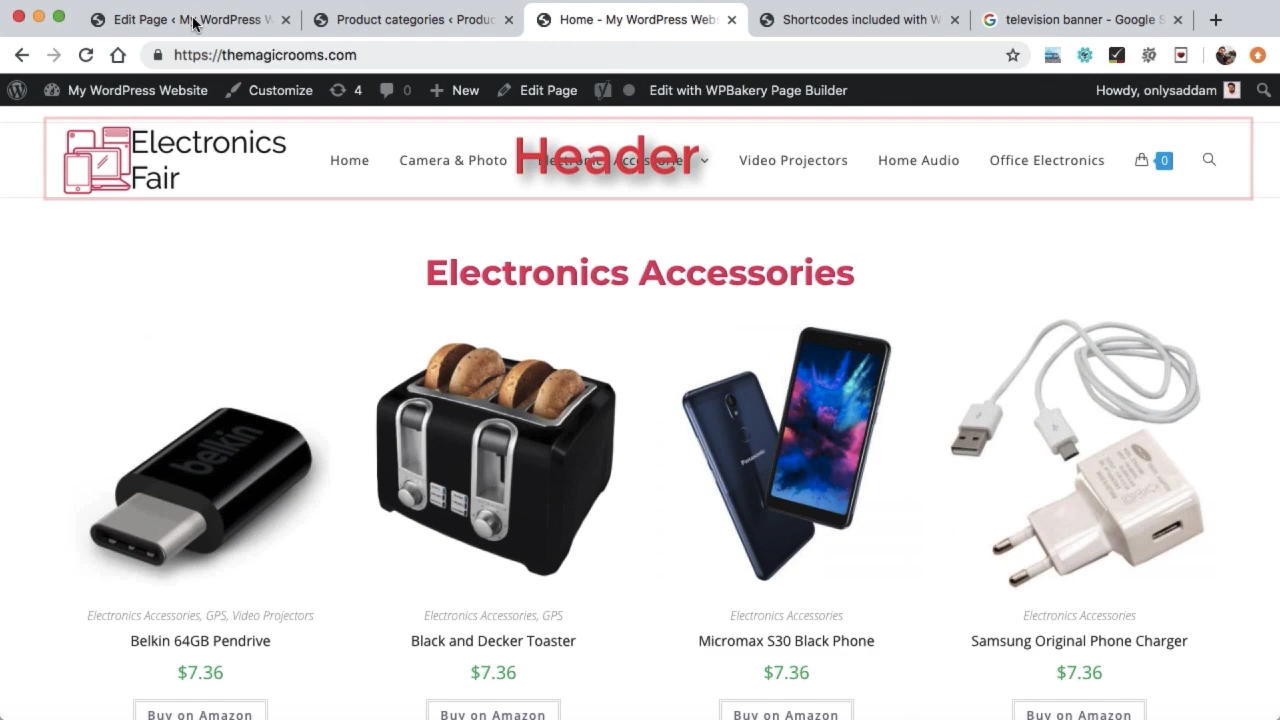 Edit Page ‹ My WordPress W
Product categories ‹ Produc
Home - My WordPress Web
Shortcodes included with W
television banner - Google S
https://themagicrooms.com
My WordPress Website
Customize
4
0
New
Edit Page
Edit with WPBakery Page Builder
Howdy, onlysaddam
Electronics
Fair
Home
Camera & Photo
Electronic Accessories
Header
Video Projectors
Home Audio
Office Electronics
0
Electronics Accessories
belkin
Panasonic
Electronics Accessories, GPS, Video Projectors
Electronics Accessories, GPS
Electronics Accessories
Electronics Accessories
Belkin 64GB Pendrive
Black and Decker Toaster
Micromax S30 Black Phone
Samsung Original Phone Charger
$7.36
$7.36
$7.36
$7.36
Buy on Amazon
Buy on Amazon
Buy on Amazon
Buy on Amazon